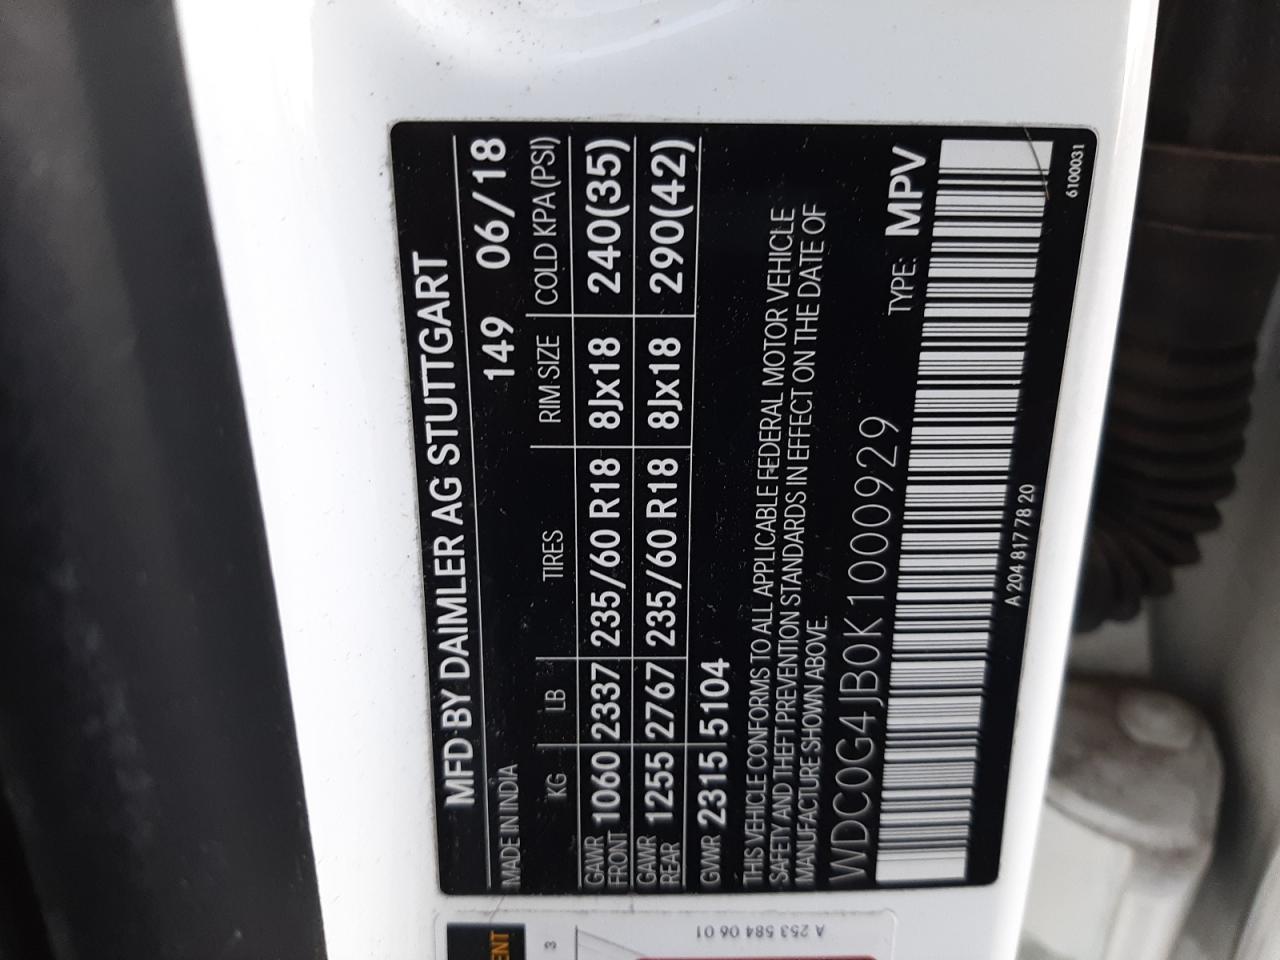 MFD BY DAIMLER AG STUTTGART
MADE IN INDIA 149 06/18
KG LB TIRES RIM SIZE COLD KPA(PSI)
GAWR FRONT 1060 2337 235/60 R18 8Jx18 240(35)
GAWR REAR 1255 2767 235/60 R18 8Jx18 290(42)
GVWR 2315 5104
THIS VEHICLE CONFORMS TO ALL APPLICABLE FEDERAL MOTOR VEHICLE
SAFETY AND THEFT PREVENTION STANDARDS IN EFFECT ON THE DATE OF
MANUFACTURE SHOWN ABOVE.
WDC0G4JB0K1000929 TYPE: MPV
A 204 817 78 20
6100031
ENT
3
A 253 584 06 01